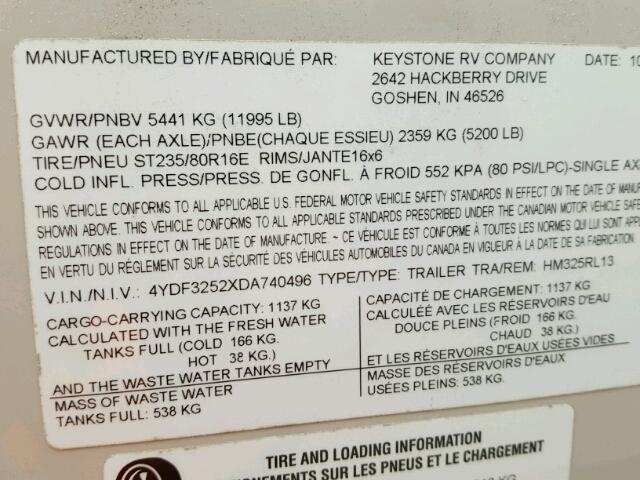 MANUFACTURED BY/FABRIQUÉ PAR: KEYSTONE RV COMPANY DATE: 10
2642 HACKBERRY DRIVE
GOSHEN, IN 46526
GVWR/PNBV 5441 KG (11995 LB)
GAWR (EACH AXLE)/PNBE(CHAQUE ESSIEU) 2359 KG (5200 LB)
TIRE/PNEU ST235/80R16E RIMS/JANTE16x6
COLD INFL. PRESS/PRESS. DE GONFL. À FROID 552 KPA (80 PSI/LPC)-SINGLE AX
THIS VEHICLE CONFORMS TO ALL APPLICABLE U.S. FEDERAL MOTOR VEHICLE SAFETY STANDARDS IN EFFECT ON THE DATE OF MANUF
SHOWN ABOVE. THIS VEHICLE CONFORMS TO ALL APPLICABLE STANDARDS PRESCRIBED UNDER THE CANADIAN MOTOR VEHICLE SAFE
REGULATIONS IN EFFECT ON THE DATE OF MANUFACTURE. ~ CE VÉHICULE EST CONFORME À TOUTES LES NORMES QUI
EN VERTU DU RÉGLEMENT SUR LA SÉCURITÉ DES VÉHICULES AUTOMOBILES DU CANADA EN VIGUEUR À LA DATE DE SA FABRICATION
V.I.N./N.I.V.: 4YDF3252XDA740496 TYPE/TYPE: TRAILER TRA/REM: HM325RL13
CARGO-CARRYING CAPACITY: 1137 KG
CALCULATED WITH THE FRESH WATER
TANKS FULL (COLD 166 KG.
HOT 38 KG.)
AND THE WASTE WATER TANKS EMPTY
MASS OF WASTE WATER
TANKS FULL: 538 KG
CAPACITÉ DE CHARGEMENT: 1137 KG
CALCULÉE AVEC LES RÉSERVOIRS D'EAU
DOUCE PLEINS (FROID 166 KG.
CHAUD 38 KG.)
ET LES RÉSERVOIRS D'EAUX USÉES VIDES
MASSE DES RÉSERVOIRS D'EAU
USÉES PLEINS: 538 KG.
TIRE AND LOADING INFORMATION
SUR LES PNEUS ET LE CHARGEMENT